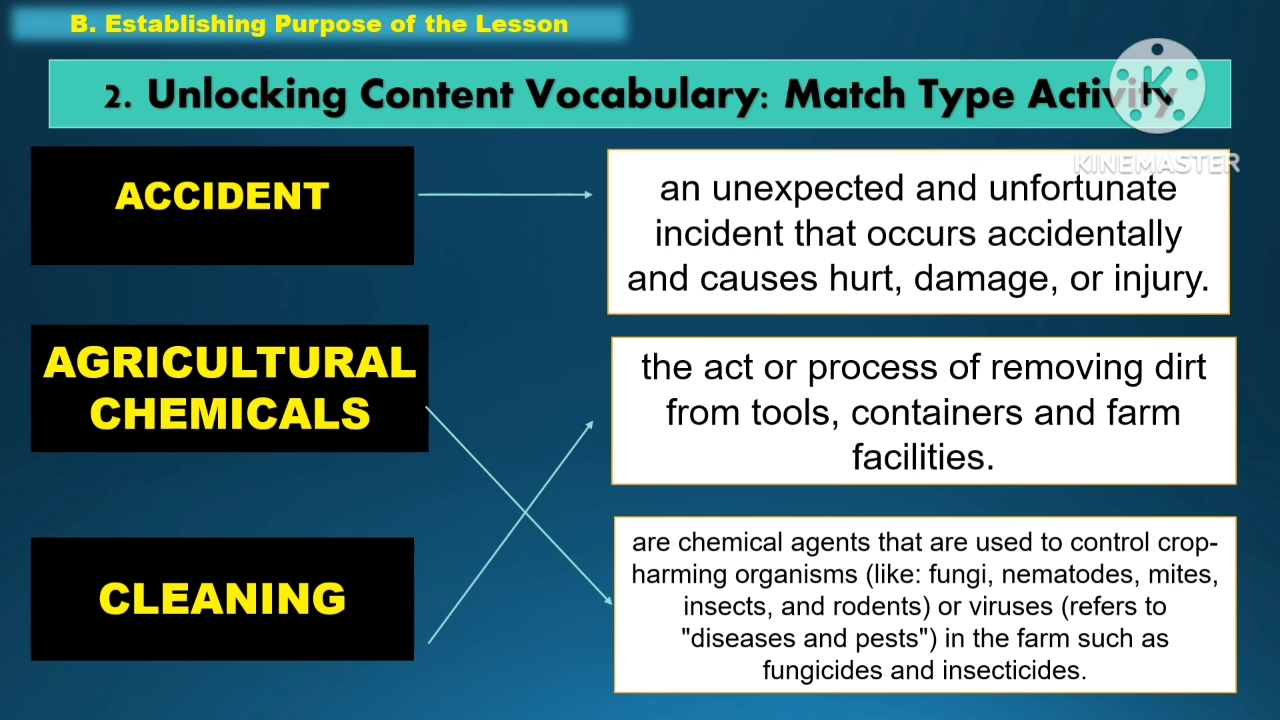 B. Establishing Purpose of the Lesson
2. Unlocking Content Vocabulary: Match Type Activity
KINEMASTER
ACCIDENT
an unexpected and unfortunate
incident that occurs accidentally
and causes hurt, damage, or injury.
AGRICULTURAL
CHEMICALS
the act or process of removing dirt
from tools, containers and farm
facilities.
CLEANING
are chemical agents that are used to control crop-
harming organisms (like: fungi, nematodes, mites,
insects, and rodents) or viruses (refers to
"diseases and pests") in the farm such as
fungicides and insecticides.